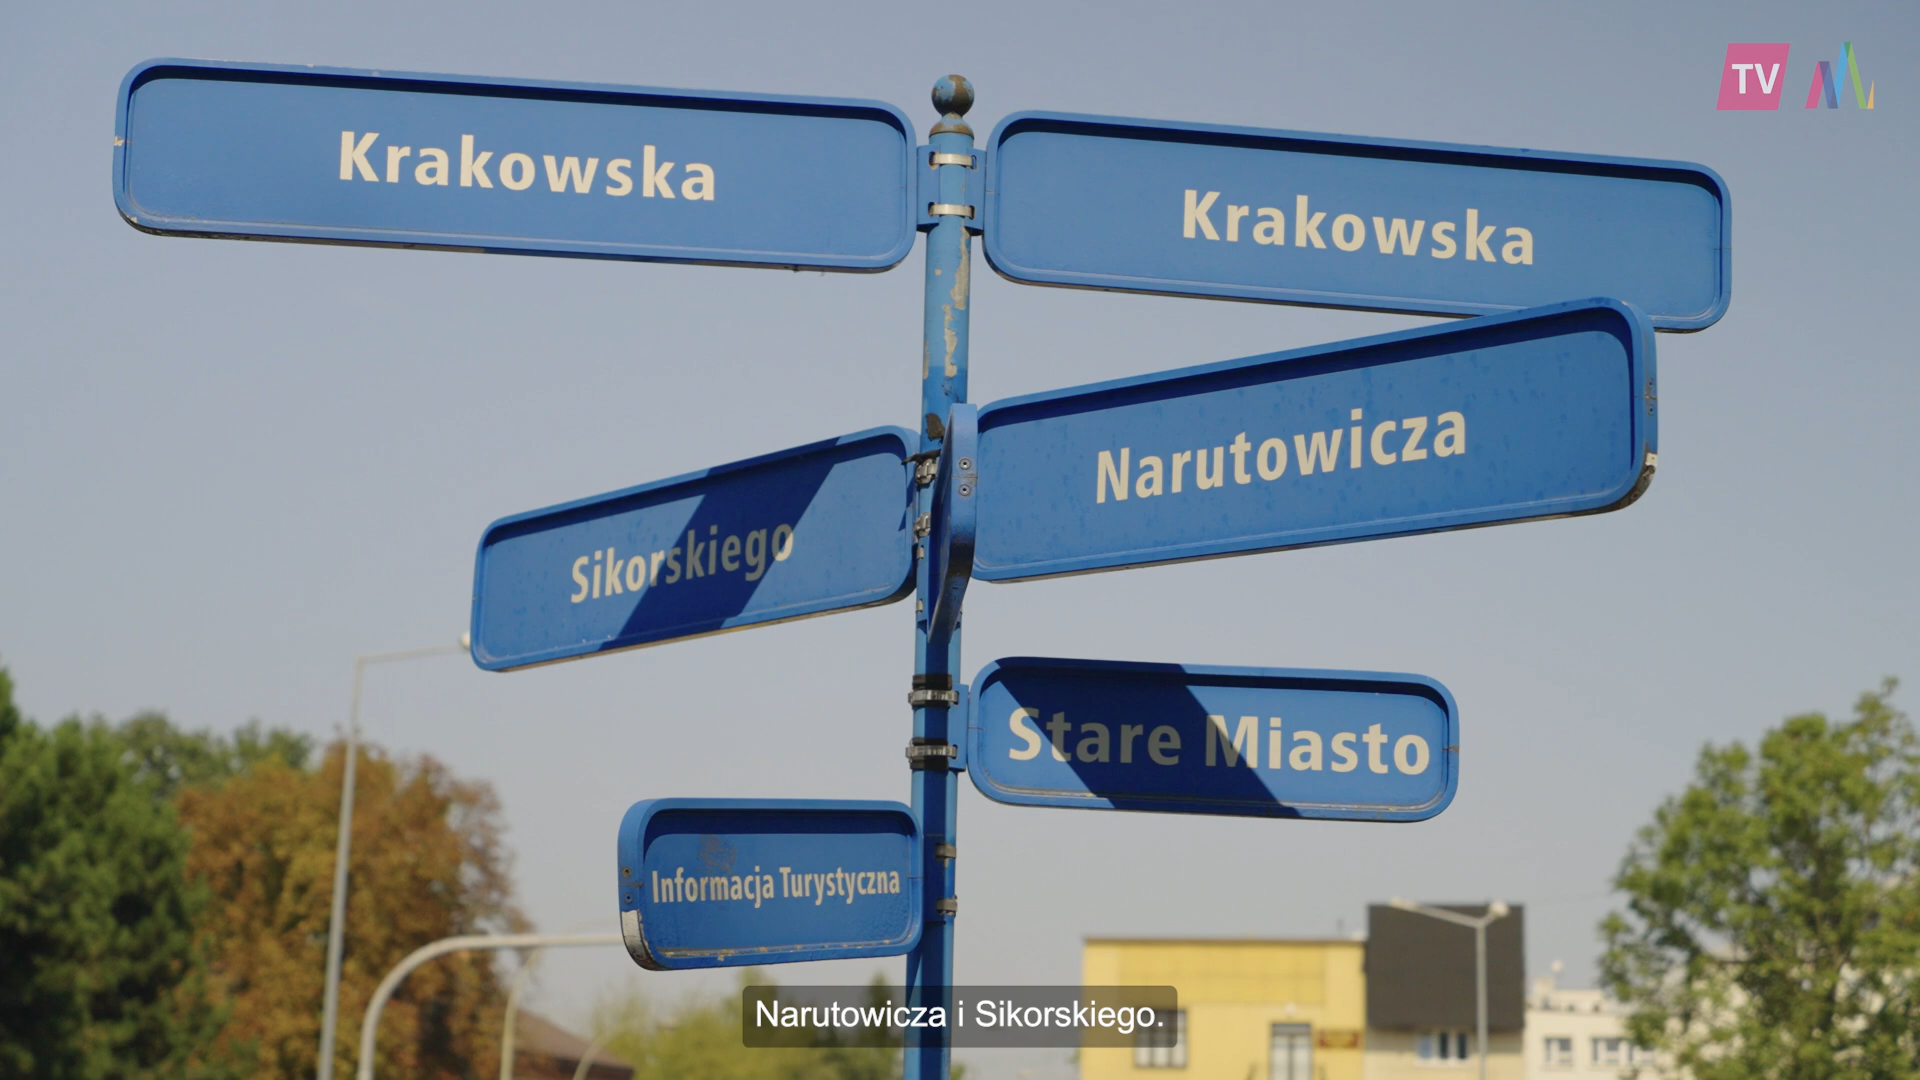 TV
Krakowska
Krakowska
Narutowicza
Sikorskiego
Stare Miasto
Informacja Turystyczna
Narutowicza i Sikorskiego.